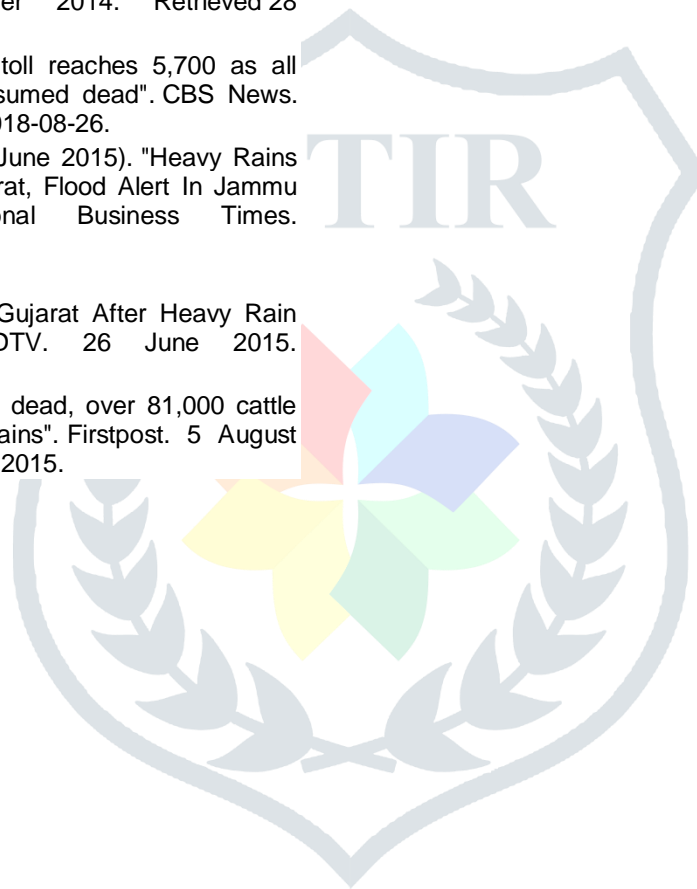 er 2014. Retrieved 28
toll reaches 5,700 as all
sumed dead". CBS News.
018-08-26.
June 2015). "Heavy Rains
rat, Flood Alert In Jammu
onal Business Times.
Gujarat After Heavy Rain
DTV. 26 June 2015.
dead, over 81,000 cattle
ains". Firstpost. 5 August
2015.
TIR